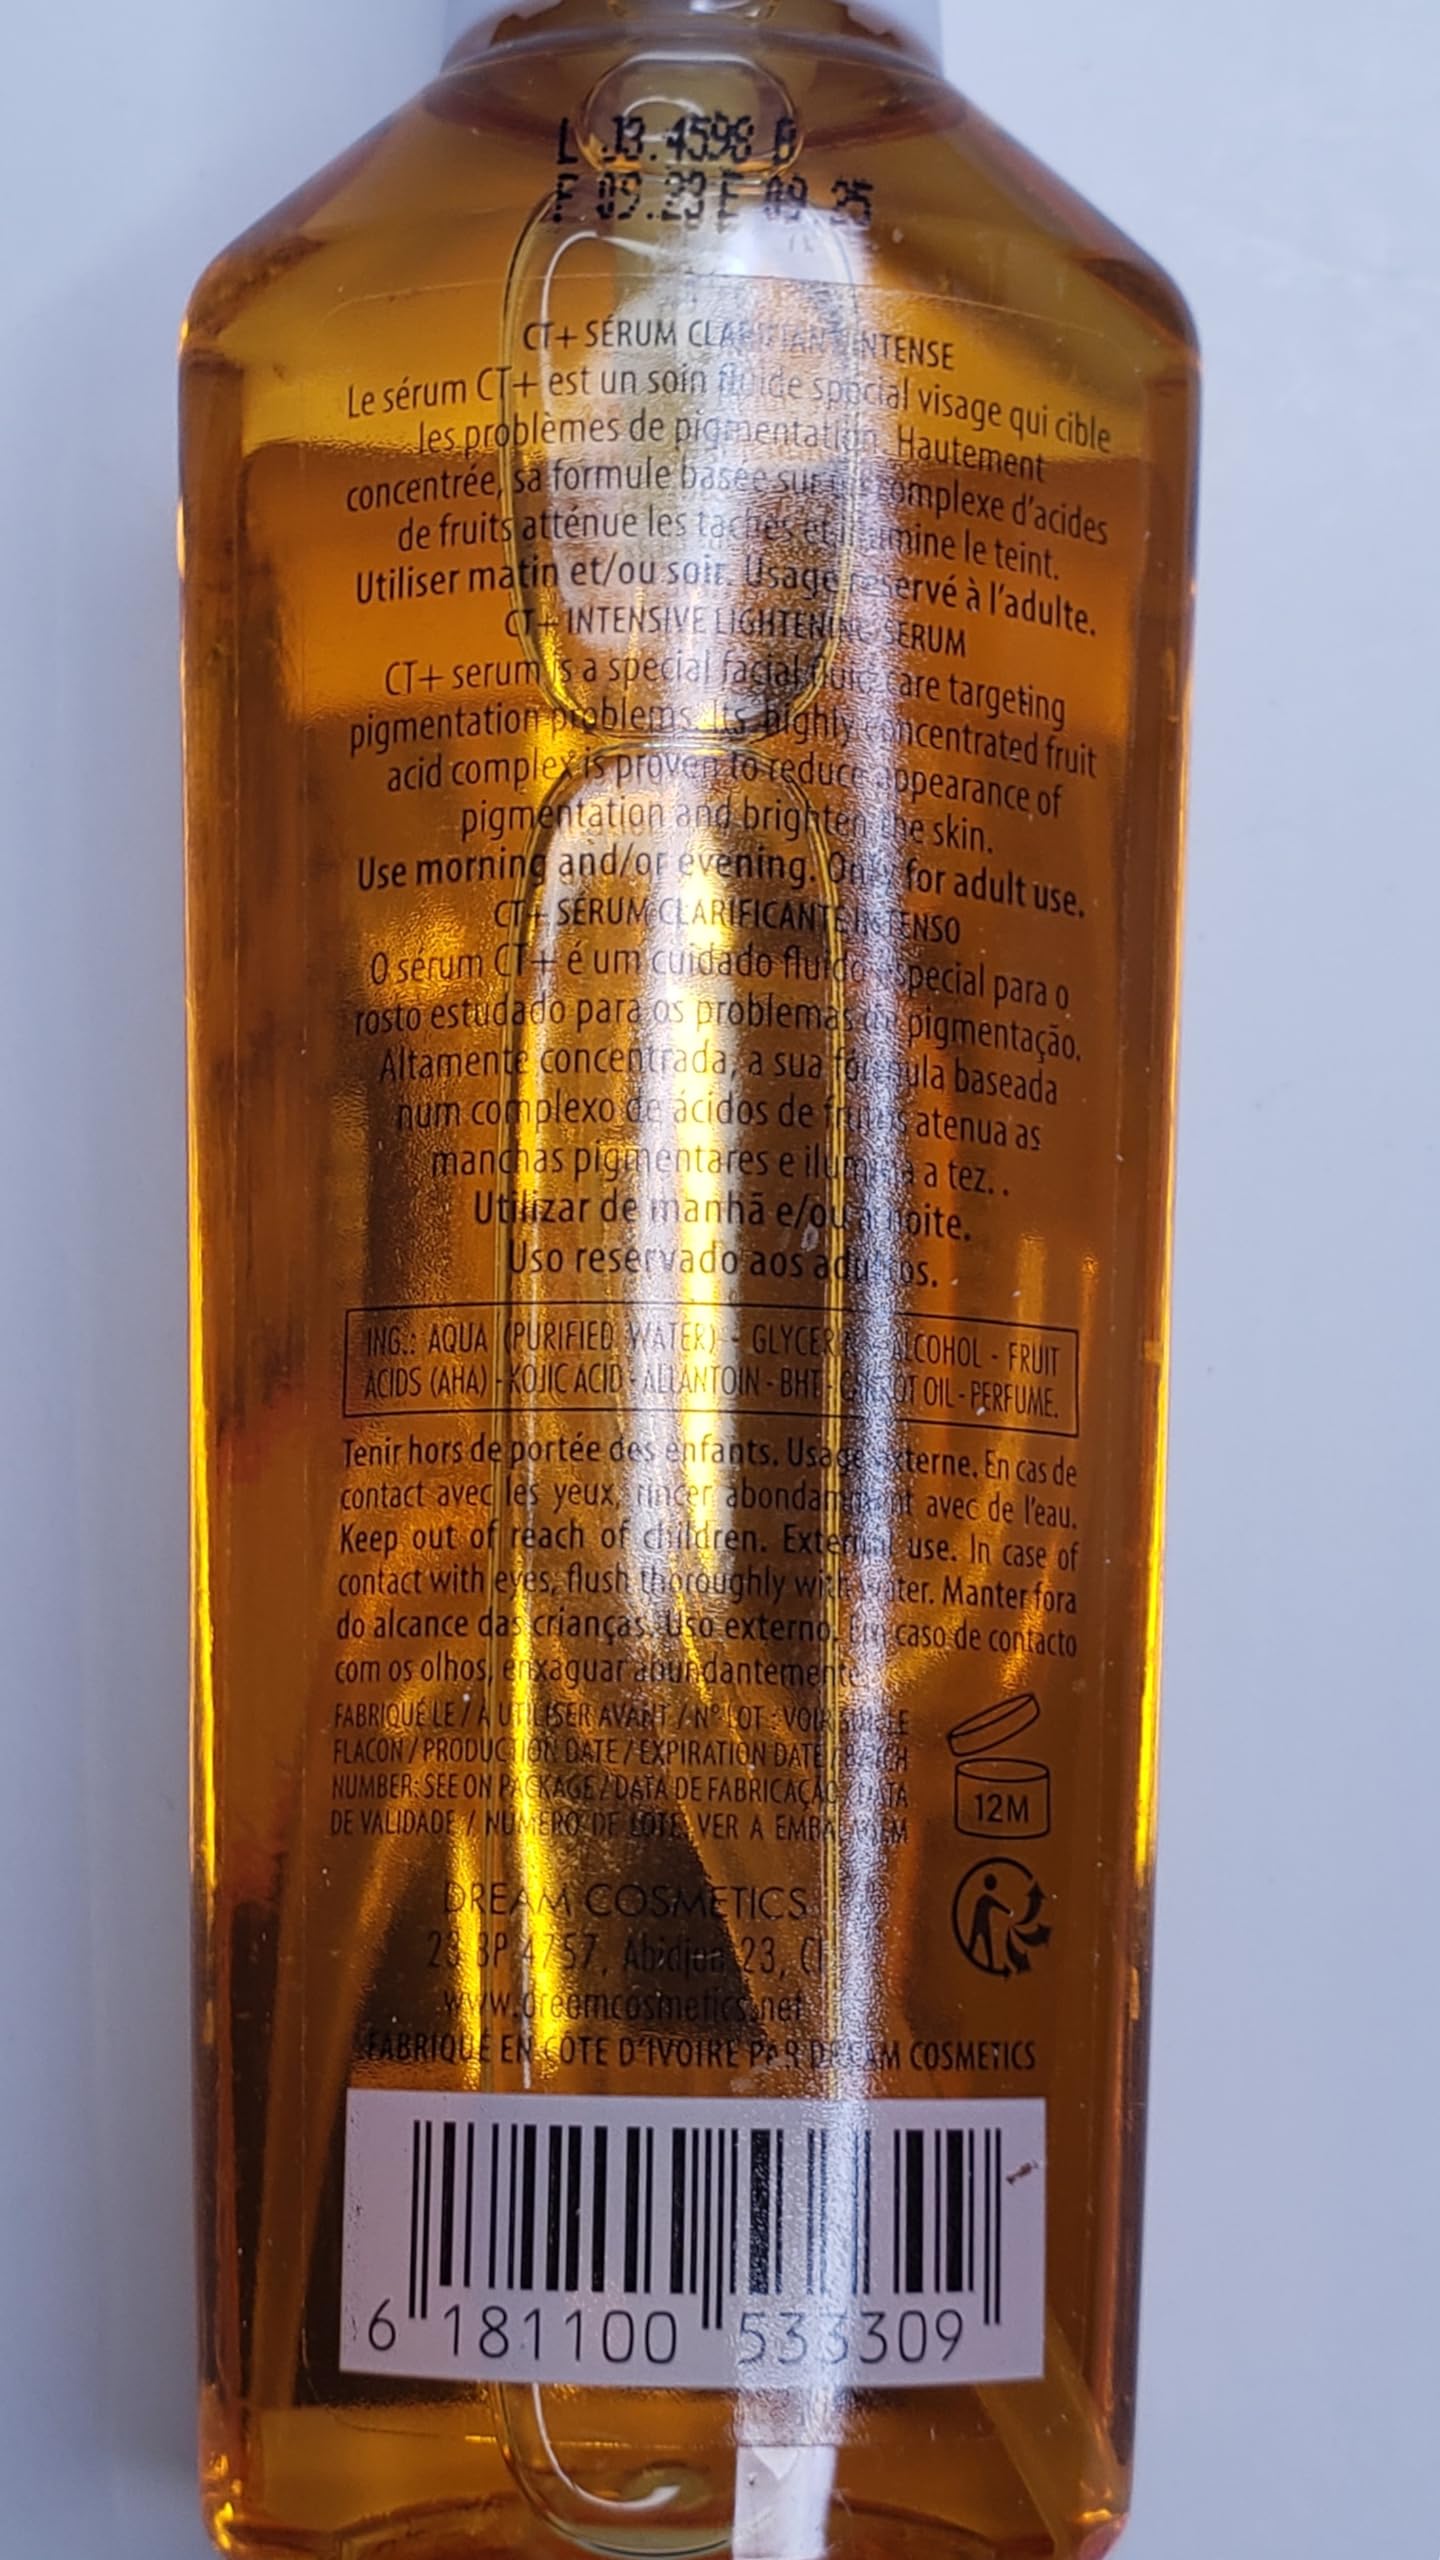 L J3.4598 B
F 09.23 E 09 25
CT+ SÉRUM CLARIFIANT INTENSE
Le sérum CT+ est un soin fluide spécial visage qui cible
les problèmes de pigmentation. Hautement
concentrée, sa formule basée sur un complexe d'acides
de fruits atténue les taches et illumine le teint.
Utiliser matin et/ou soir. Usage réservé à l'adulte.
CT+ INTENSIVE LIGHTENING SERUM
CT+ serum is a special facial fluid care targeting
pigmentation problems. Its highly concentrated fruit
acid complex is proven to reduce appearance of
pigmentation and brighten the skin.
Use morning and/or evening. Only for adult use.
CT+ SÉRUM CLARIFICANTE INTENSO
O sérum CT+ é um cuidado fluido especial para o
rosto estudado para os problemas de pigmentação.
Altamente concentrada, a sua fórmula baseada
num complexo de ácidos de frutos atenua as
manchas pigmentares e ilumina a tez. .
Utilizar de manhã e/ou à noite.
Uso reservado aos adultos.
ING.: AQUA (PURIFIED WATER) - GLYCERIN - ALCOHOL - FRUIT
ACIDS (AHA) - KOJIC ACID - ALLANTOIN - BHT - CARROT OIL - PERFUME.
Tenir hors de portée des enfants. Usage externe. En cas de
contact avec les yeux, rincer abondamment avec de l'eau.
Keep out of reach of children. External use. In case of
contact with eyes, flush thoroughly with water. Manter fora
do alcance das crianças. Uso externo. Em caso de contacto
com os olhos, enxaguar abundantemente.
FABRIQUÉ LE / À UTILISER AVANT / N° LOT : VOIR SUR LE
FLACON / PRODUCTION DATE / EXPIRATION DATE / BATCH
NUMBER: SEE ON PACKAGE / DATA DE FABRICAÇÃO / DATA
DE VALIDADE / NÚMERO DE LOTE: VER A EMBALAGEM
12M
DREAM COSMETICS
23 BP 4757, Abidjan 23, CI
www.dreamcosmetics.net
FABRIQUÉ EN CÔTE D'IVOIRE PAR DREAM COSMETICS
6 181100 533309